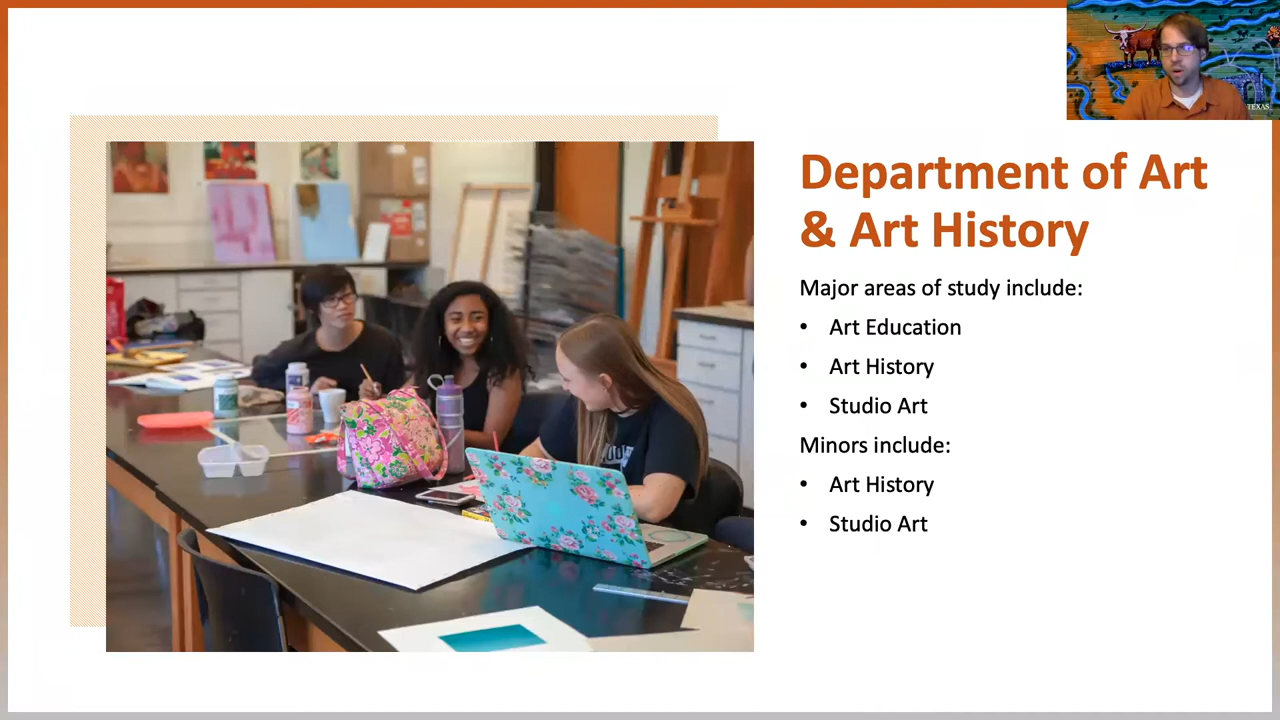 TEXAS
Department of Art
& Art History
Major areas of study include:
• Art Education
• Art History
• Studio Art
Minors include:
• Art History
• Studio Art